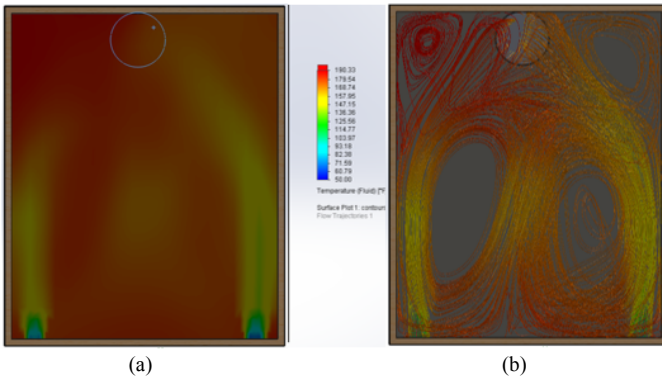 190.33
179.54
168.74
157.95
147.15
136.36
125.56
114.77
103.97
93.18
82.38
71.59
60.79
50.00
Temperature (Fluid) [°F
Surface Plot 1: contours
Flow Trajectories 1
(a)
(b)